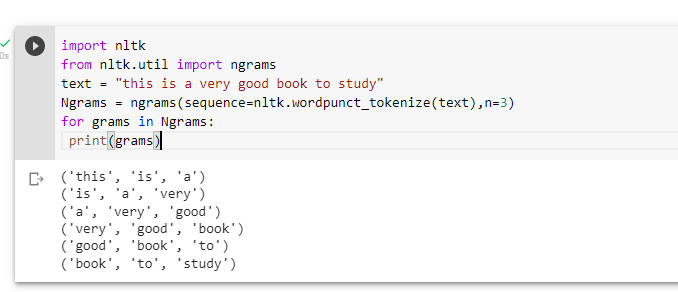 0s
import nltk
from nltk.util import ngrams
text = "this is a very good book to study"
Ngrams = ngrams(sequence=nltk.wordpunct_tokenize(text),n=3)
for grams in Ngrams:
 print(grams)
('this', 'is', 'a')
('is', 'a', 'very')
('a', 'very', 'good')
('very', 'good', 'book')
('good', 'book', 'to')
('book', 'to', 'study')